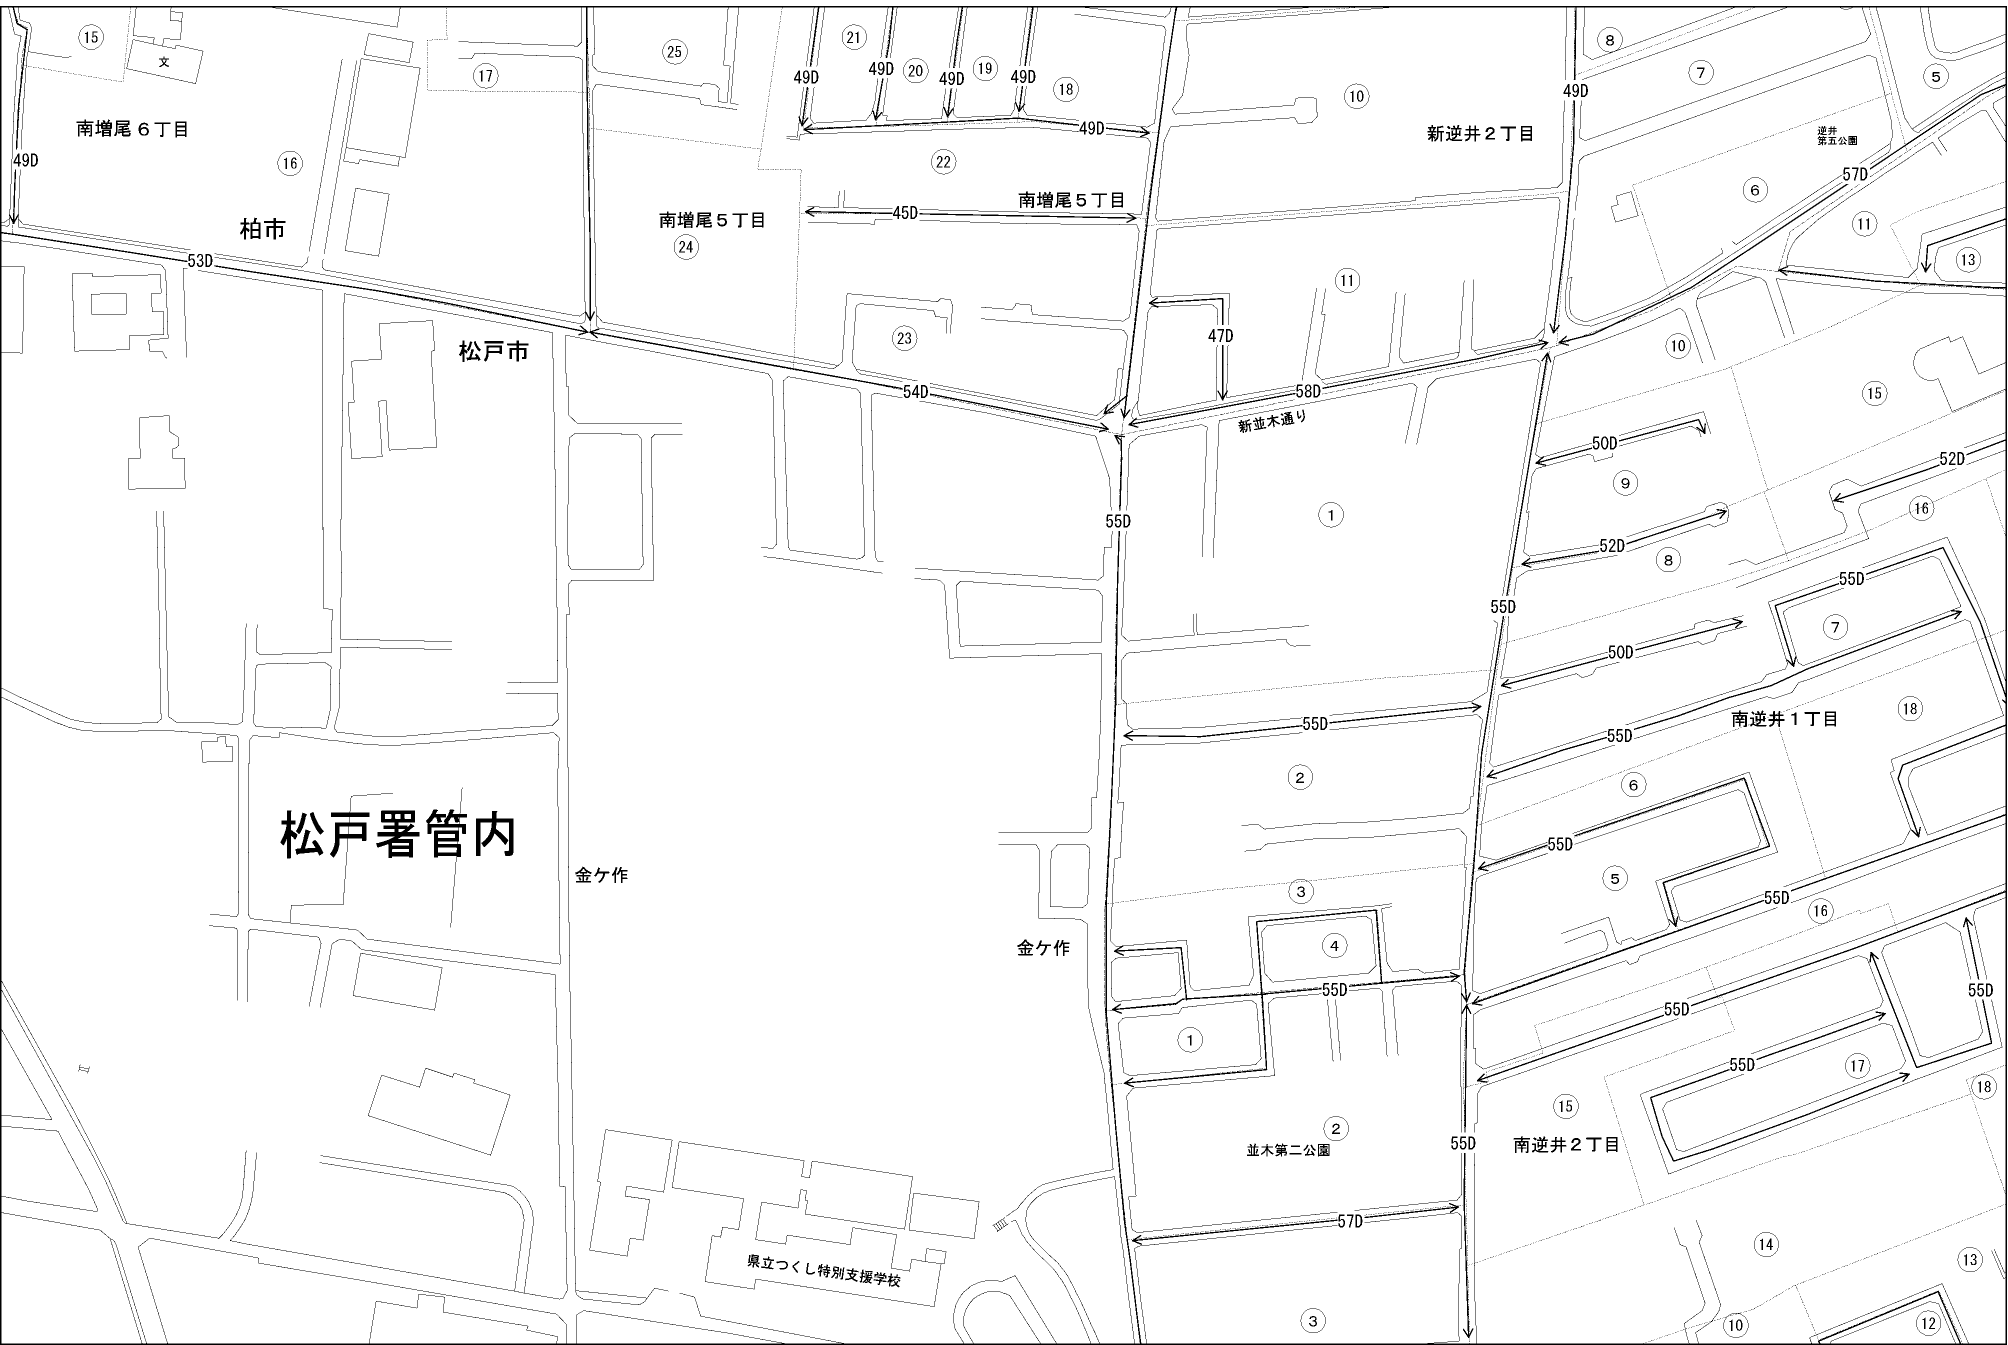 15
文
17
25
21
20
19
18
49D
49D
49D
49D
49D
10
49D
8
7
5
南増尾６丁目
49D
16
22
新逆井２丁目
逆井
第五公園
57D
6
柏市
53D
南増尾５丁目
24
45D
南増尾５丁目
11
11
13
松戸市
23
47D
54D
58D
新並木通り
10
15
50D
9
52D
16
55D
1
52D
8
55D
55D
7
50D
55D
55D
南逆井１丁目
18
2
6
松戸署管内
金ケ作
55D
5
3
55D
16
金ケ作
4
55D
55D
55D
1
55D
17
18
15
2
並木第二公園
55D
南逆井２丁目
57D
14
13
県立つくし特別支援学校
3
10
12